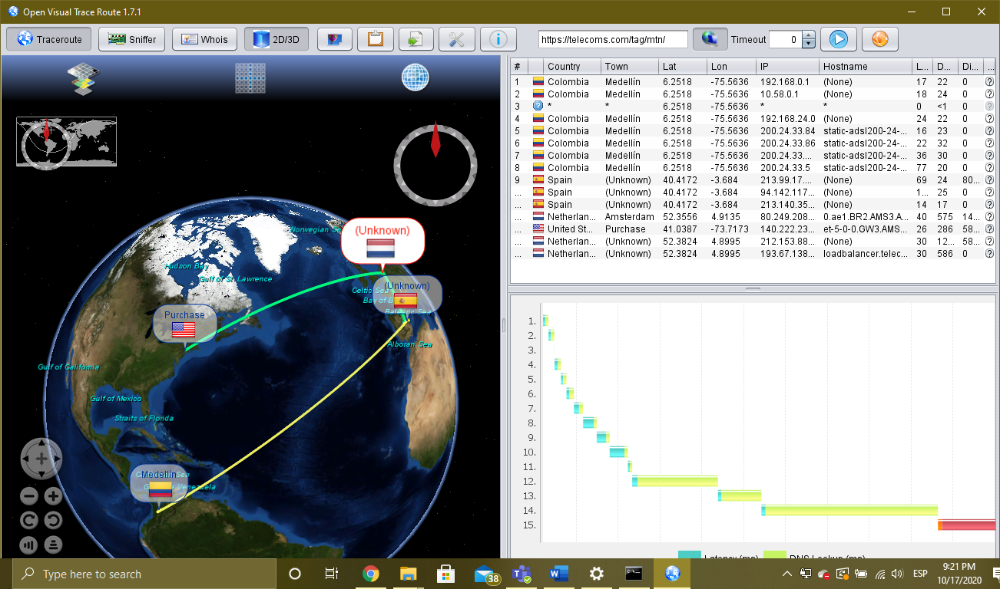 Open Visual Trace Route 1.7.1
Traceroute Sniffer Whois 2D/3D https://telecoms.com/tag/mtn/ Timeout 0
# Country Town Lat Lon IP Hostname L... D... Di... ...
1 Colombia Medellín 6.2518 -75.5636 192.168.0.1 (None) 17 22 0
2 Colombia Medellín 6.2518 -75.5636 10.58.0.1 (None) 18 24 0
3 * * 6.2518 -75.5636 * * 0 <1 0
4 Colombia Medellín 6.2518 -75.5636 192.168.24.0 (None) 24 22 0
5 Colombia Medellín 6.2518 -75.5636 200.24.33.84 static-adsl200-24-... 16 23 0
6 Colombia Medellín 6.2518 -75.5636 200.24.33.86 static-adsl200-24-... 22 32 0
7 Colombia Medellín 6.2518 -75.5636 200.24.33.... static-adsl200-24-... 36 30 0
8 Colombia Medellín 6.2518 -75.5636 200.24.33.5 static-adsl200-24-... 77 20 0
9 Spain (Unknown) 40.4172 -3.684 213.99.17... (None) 69 24 80...
... Spain (Unknown) 40.4172 -3.684 94.142.117... (None) 1... 25 0
... Spain (Unknown) 40.4172 -3.684 213.140.35... (None) 14 17 0
... Netherlan... Amsterdam 52.3556 4.9135 80.249.208... 0.ae1.BR2.AMS3.A... 40 575 14...
... United St... Purchase 41.0387 -73.7173 140.222.23... et-5-0-0.GW3.AMS... 26 286 58...
... Netherlan... (Unknown) 52.3824 4.8995 212.153.88... (None) 30 12... 58...
... Netherlan... (Unknown) 52.3824 4.8995 193.67.138... loadbalancer.telec... 30 586 0
Norwegian
(Unknown)
Hudson Bay
Gulf of St. Lawrence
(Unknown)
Celtic Sea
Bay of B
Balearic Sea
Purchase
Alboran Sea
Gulf of California
Gulf of Mexico
Straits of Florida
Medellín
Venezuela
1.
2.
3.
4.
5.
6.
7.
8.
9.
10.
11.
12.
13.
14.
15.
Latency (ms) DNS Lookup (ms)
Type here to search
38
ESP
9:21 PM
10/17/2020